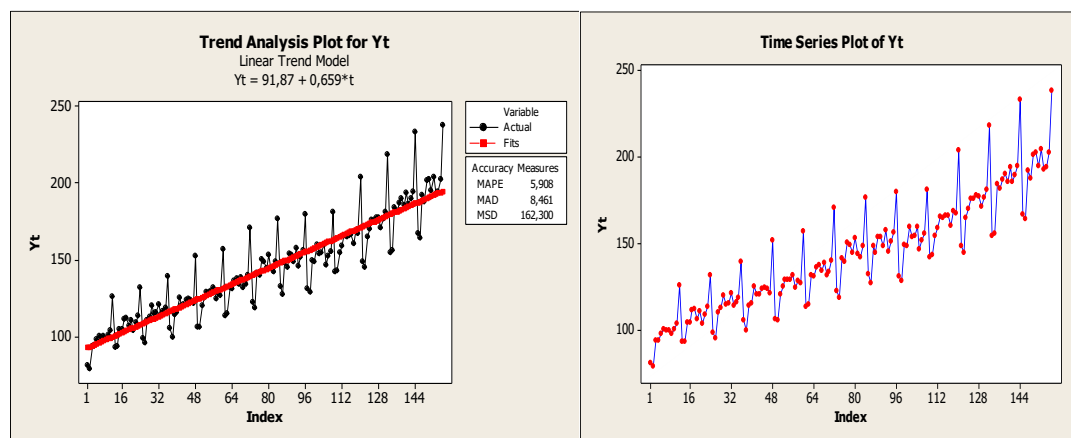 Trend Analysis Plot for Yt
Linear Trend Model
Yt = 91,87 + 0,659*t
250
200
150
100
Yt
1 16 32 48 64 80 96 112 128 144
Index
Variable
Actual
Fits
Accuracy Measures
MAPE 5,908
MAD 8,461
MSD 162,300
Time Series Plot of Yt
250
200
150
100
Yt
1 16 32 48 64 80 96 112 128 144
Index